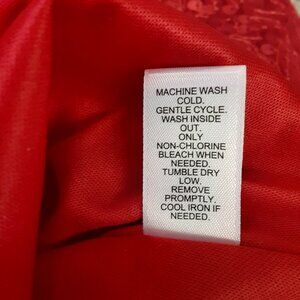 MACHINE WASH
COLD.
GENTLE CYCLE.
WASH INSIDE
OUT.
ONLY
NON-CHLORINE
BLEACH WHEN
NEEDED.
TUMBLE DRY
LOW.
REMOVE
PROMPTLY.
COOL IRON IF
NEEDED.